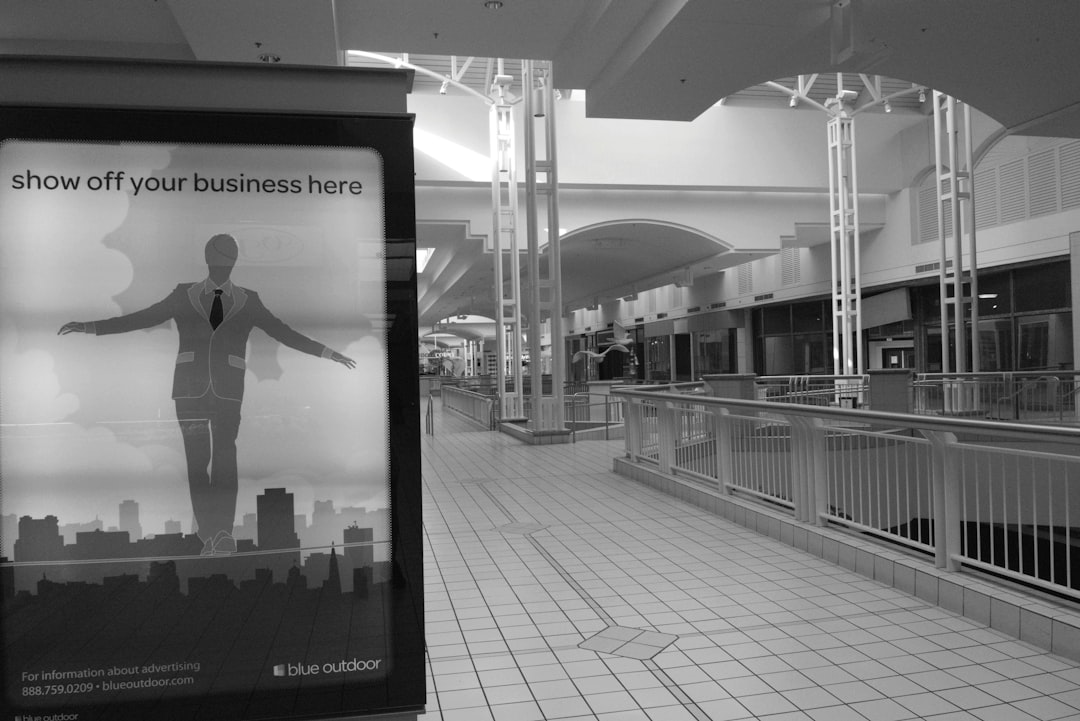 show off your business here
For information about advertising
888.759.0209 • blueoutdoor.com
blue outdoor
blue outdoor